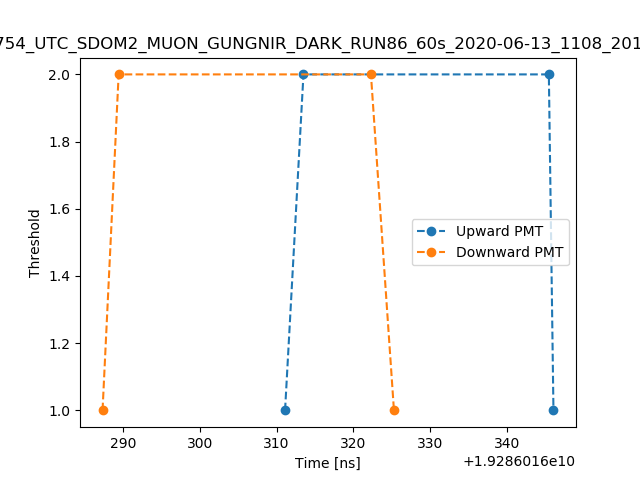 754_UTC_SDOM2_MUON_GUNGNIR_DARK_RUN86_60s_2020-06-13_1108_201
2.0
1.8
1.6
1.4
1.2
1.0
Threshold
Upward PMT
Downward PMT
290 300 310 320 330 340
Time [ns]
+1.9286016e10